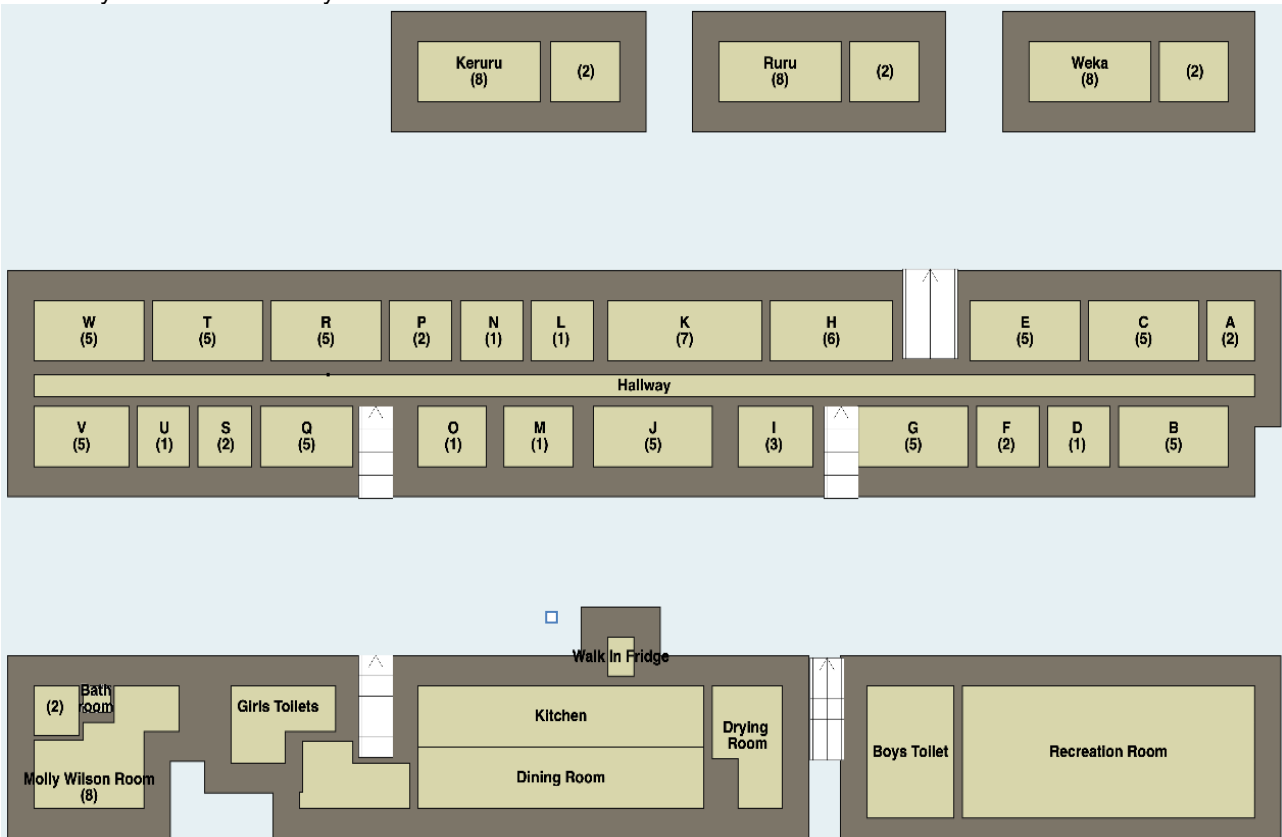 Keruru
(8)
(2)
Ruru
(8)
(2)
Weka
(8)
(2)
W
(5)
T
(5)
R
(5)
P
(2)
N
(1)
L
(1)
K
(7)
H
(6)
E
(5)
C
(5)
A
(2)
Hallway
V
(5)
U
(1)
S
(2)
Q
(5)
O
(1)
M
(1)
J
(5)
I
(3)
G
(5)
F
(2)
D
(1)
B
(5)
Walk In Fridge
(2)
Bath
room
Girls Toilets
Kitchen
Drying
Room
Boys Toilet
Recreation Room
Molly Wilson Room
(8)
Dining Room